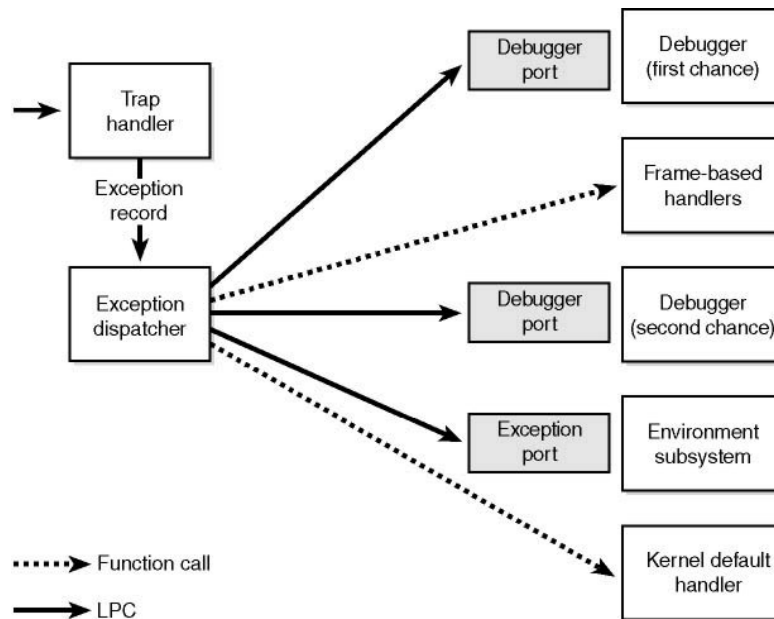 Trap
handler
Exception
record
Exception
dispatcher
Debugger
port
Debugger
(first chance)
Frame-based
handlers
Debugger
port
Debugger
(second chance)
Exception
port
Environment
subsystem
Kernel default
handler
Function call
LPC